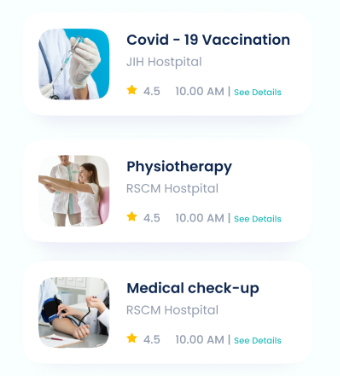 Covid - 19 Vaccination
JIH Hostpital
4.5 10.00 AM | See Details
Physiotherapy
RSCM Hostpital
4.5 10.00 AM | See Details
Medical check-up
RSCM Hostpital
4.5 10.00 AM | See Details